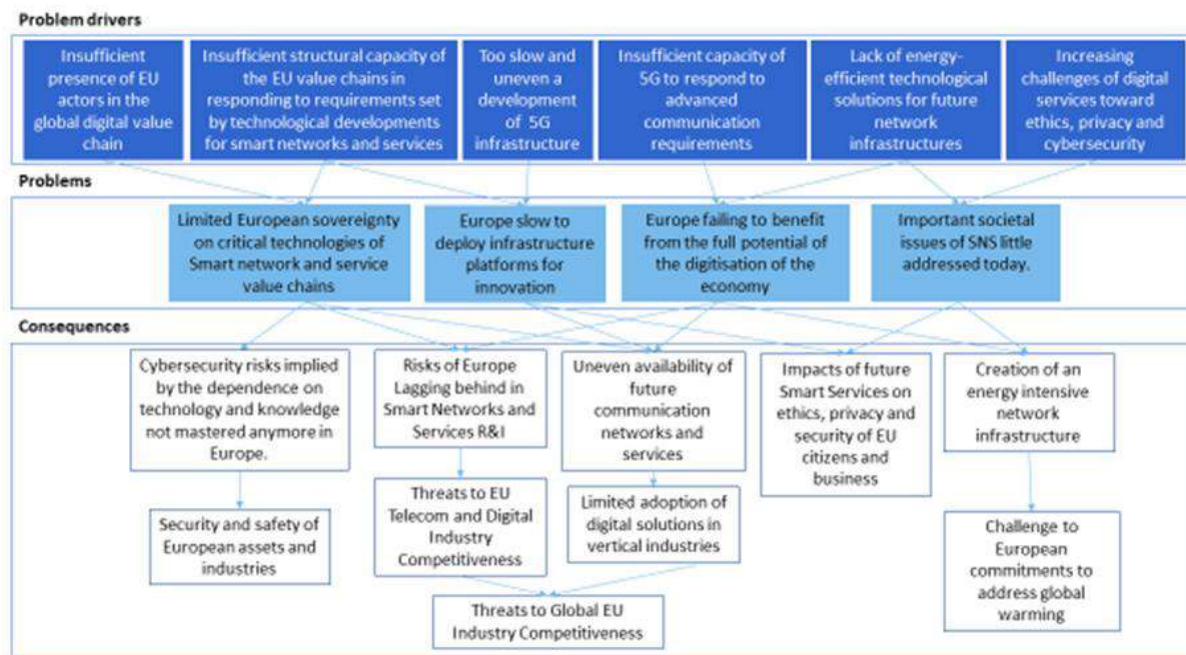 Problem drivers
Insufficient
presence of EU
actors in the
global digital value
chain
Insufficient structural capacity of
the EU value chains in
responding to requirements set
by technological developments
for smart networks and services
Too slow and
uneven a
development
of 5G
infrastructure
Insufficient capacity of
5G to respond to
advanced
communication
requirements
Lack of energy-
efficient technological
solutions for future
network
infrastructures
Increasing
challenges of digital
services toward
ethics, privacy and
cybersecurity
Problems
Limited European sovereignty
on critical technologies of
Smart network and service
value chains
Europe slow to
deploy infrastructure
platforms for
innovation
Europe failing to benefit
from the full potential of
the digitisation of the
economy
Important societal
issues of SNS little
addressed today.
Consequences
Cybersecurity risks implied
by the dependence on
technology and knowledge
not mastered anymore in
Europe.
Risks of Europe
Lagging behind in
Smart Networks and
Services R&I
Uneven availability of
future
communication
networks and
services
Impacts of future
Smart Services on
ethics, privacy and
security of EU
citizens and
business
Creation of an
energy intensive
network
infrastructure
Security and safety of
European assets and
industries
Threats to EU
Telecom and Digital
Industry
Competitiveness
Limited adoption of
digital solutions in
vertical industries
Challenge to
European
commitments to
address global
warming
Threats to Global EU
Industry Competitiveness